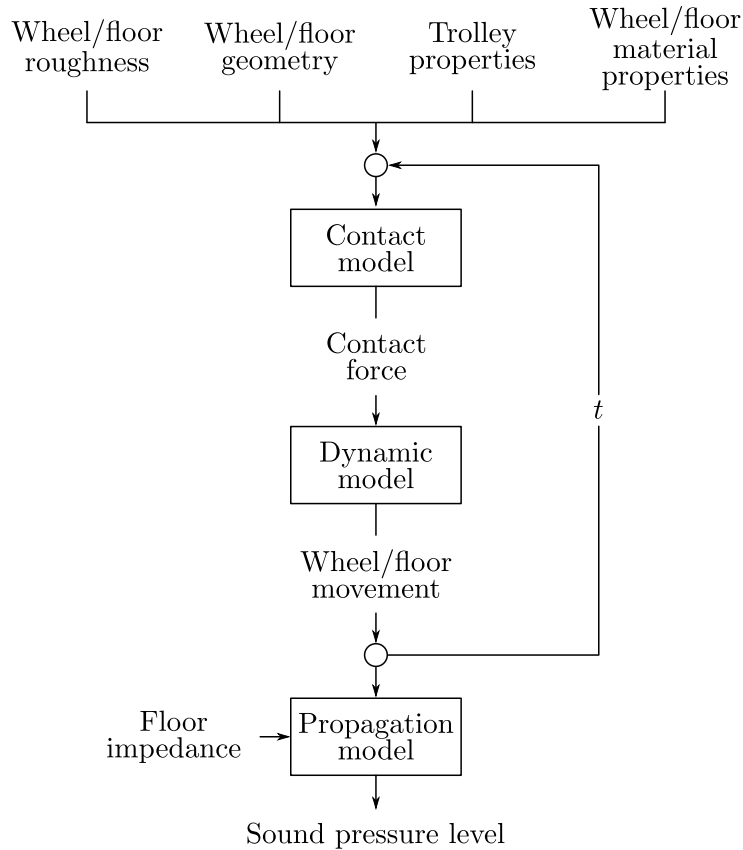 Wheel/floor
roughness
Wheel/floor
geometry
Trolley
properties
Wheel/floor
material
properties
Contact
model
Contact
force
t
Dynamic
model
Wheel/floor
movement
Floor
impedance
Propagation
model
Sound pressure level